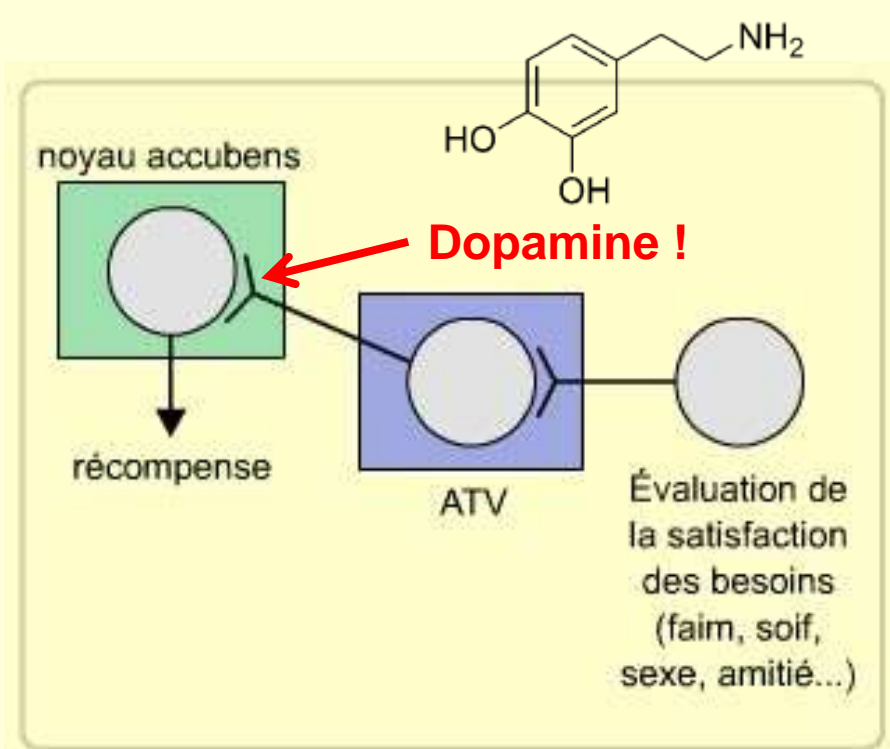 NH2
HO
OH
noyau accubens
Dopamine !
récompense
ATV
Évaluation de
la satisfaction
des besoins
(faim, soif,
sexe, amitié...)